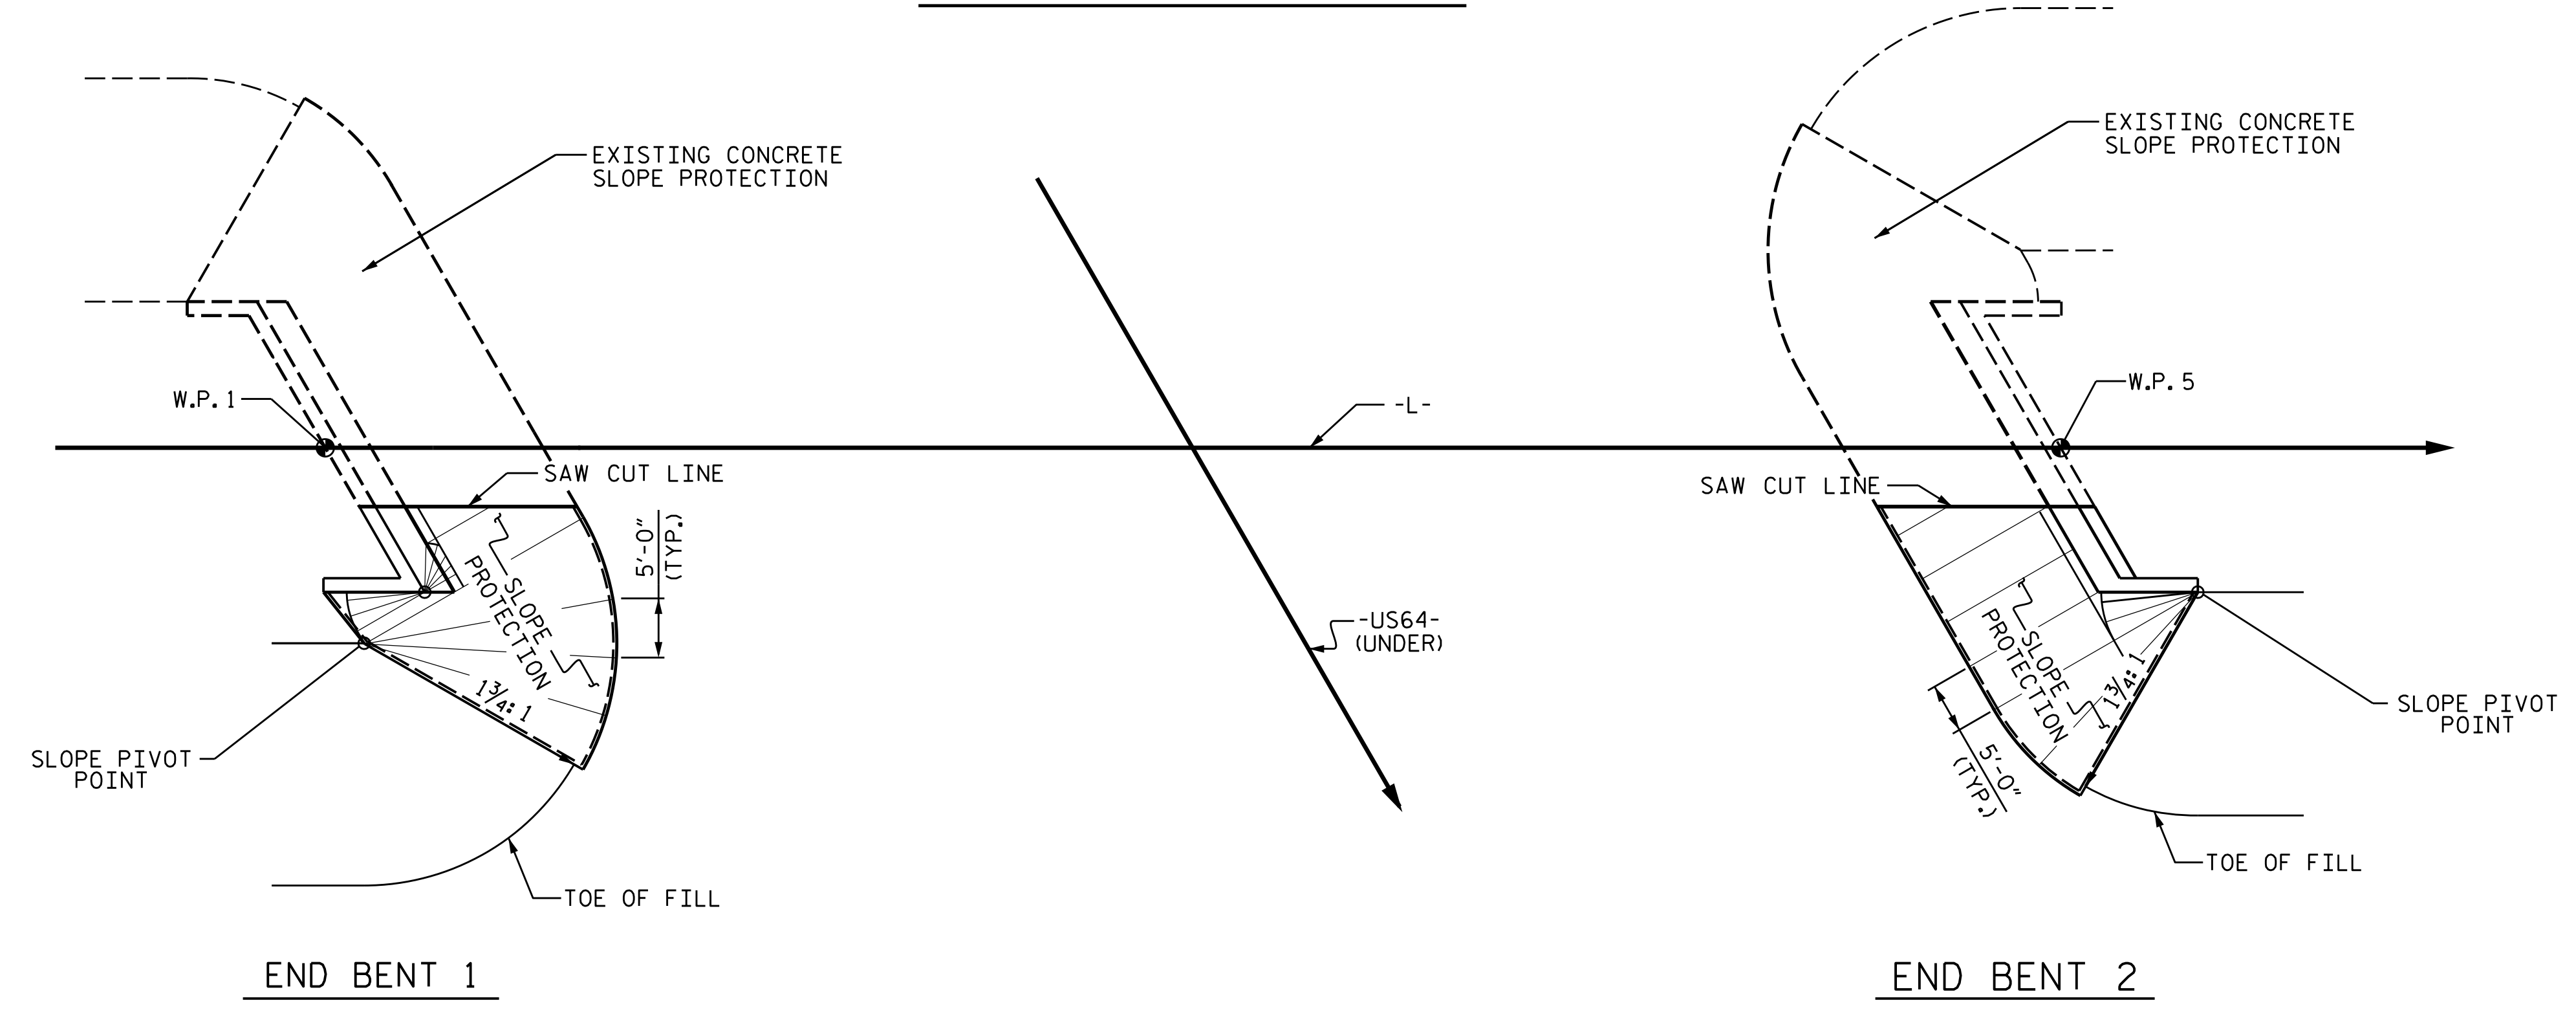 EXISTING CONCRETE
SLOPE PROTECTION
EXISTING CONCRETE
SLOPE PROTECTION
W.P. 1
-L-
W.P. 5
SAW CUT LINE
SAW CUT LINE
5'-0"
(TYP.)
SLOPE
PROTECTION
1¾:1
-US64-
(UNDER)
SLOPE
PROTECTION
1¾:1
5'-0"
(TYP.)
SLOPE PIVOT
POINT
SLOPE PIVOT
POINT
TOE OF FILL
TOE OF FILL
END BENT 1
END BENT 2